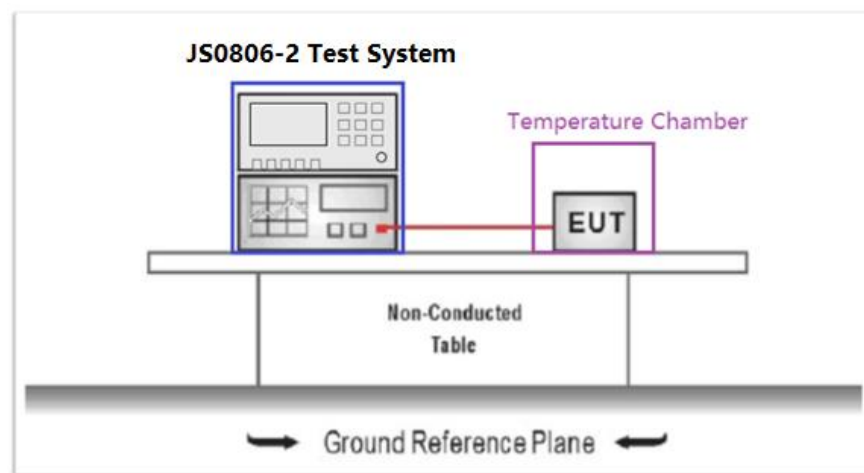 JS0806-2 Test System
Temperature Chamber
EUT
Non-Conducted
Table
Ground Reference Plane